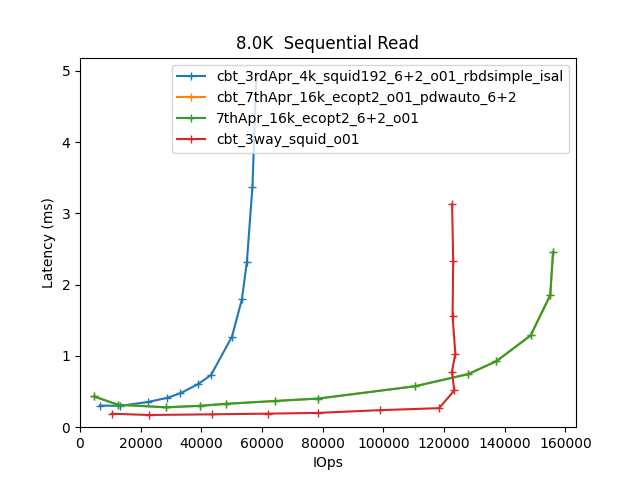 8.0K  Sequential Read
5
4
3
2
1
0
Latency (ms)
cbt_3rdApr_4k_squid192_6+2_o01_rbdsimple_isal
cbt_7thApr_16k_ecopt2_o01_pdwauto_6+2
7thApr_16k_ecopt2_6+2_o01
cbt_3way_squid_o01
0 20000 40000 60000 80000 100000 120000 140000 160000
IOps